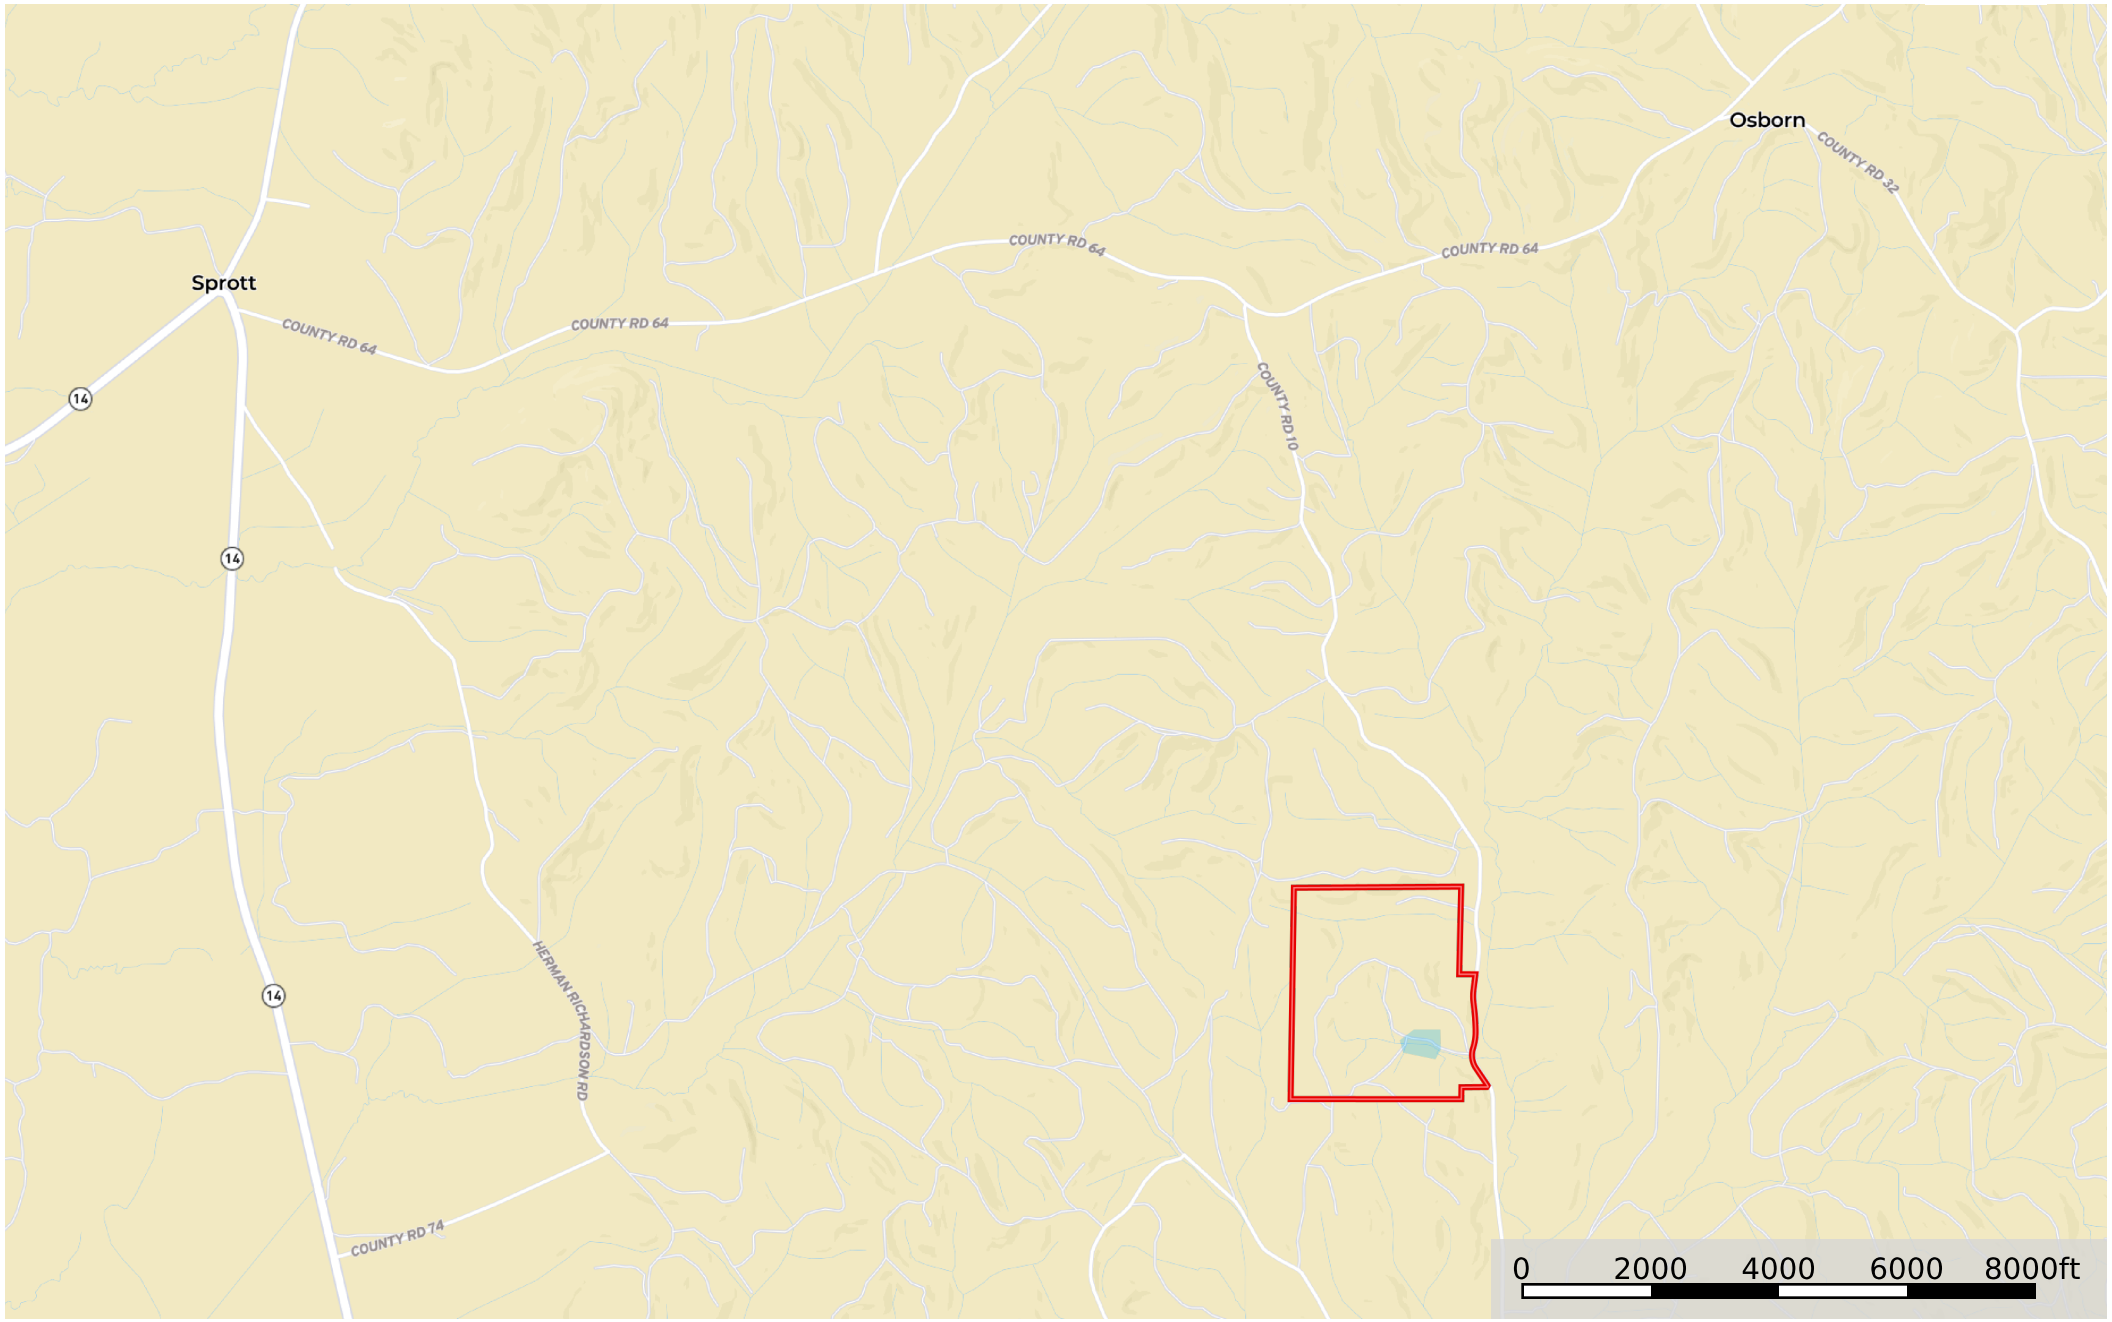 Osborn
COUNTY RD 32
COUNTY RD 64
COUNTY RD 64
Sprott
COUNTY RD 64
COUNTY RD 64
14
COUNTY RD 10
14
HERMAN RICHARDSON RD
14
COUNTY RD 74
0 2000 4000 6000 8000ft